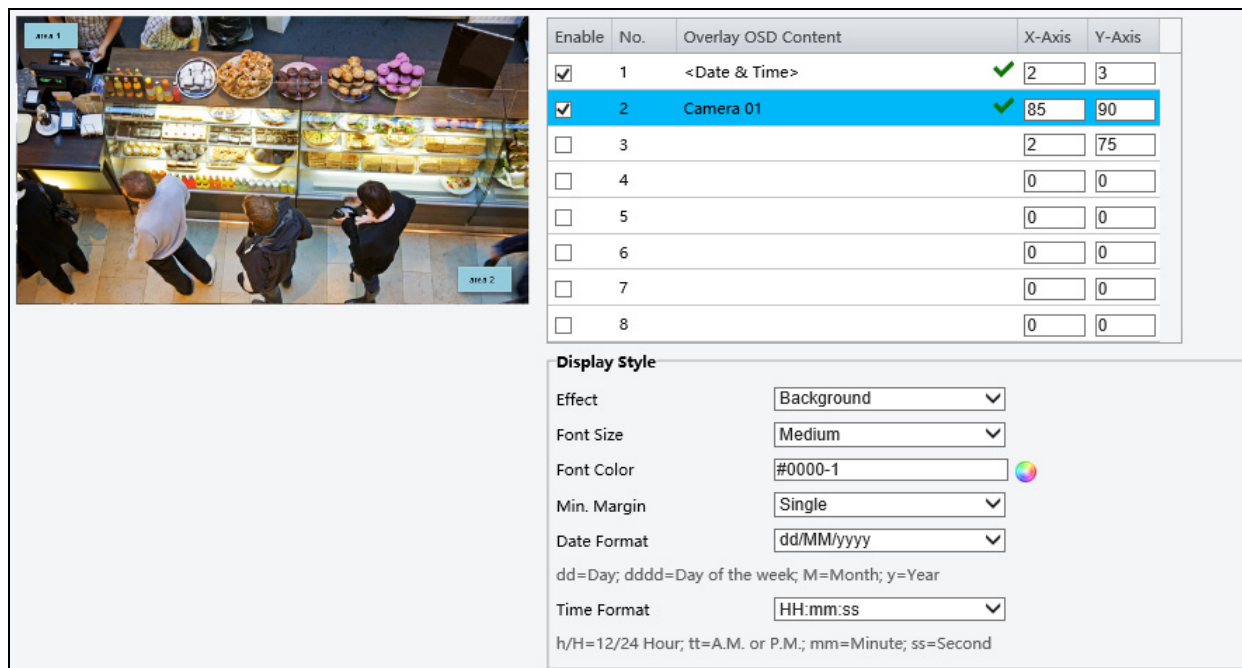 area 1
Enable No. Overlay OSD Content X-Axis Y-Axis
1 <Date & Time> 2 3
2 Camera 01 85 90
3 2 75
4 0 0
5 0 0
6 0 0
area 2
7 0 0
8 0 0
Display Style
Effect Background
Font Size Medium
Font Color #0000-1
Min. Margin Single
Date Format dd/MM/yyyy
dd=Day; dddd=Day of the week; M=Month; y=Year
Time Format HH:mm:ss
h/H=12/24 Hour; tt=A.M. or P.M.; mm=Minute; ss=Second